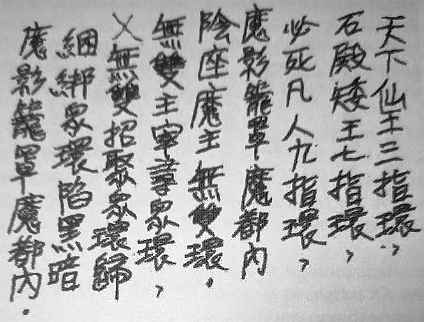 天下仙王三指環，
石殿矮王七指環，
必死凡人九指環，
魔影籠罩魔都內
陰座魔主無雙環．
無雙主宰尋眾環，
乂無雙招聚眾環歸
綑綁眾環陷黑暗
魔影籠罩魔都內．